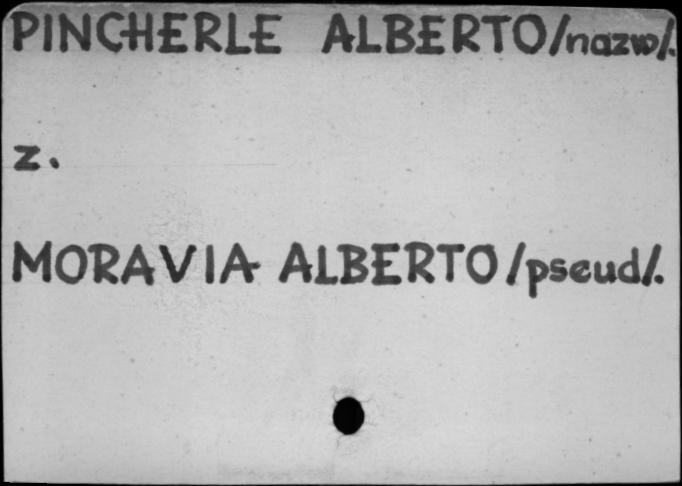 PINCHERLE ALBERTO/nazw/.
z.
MORAVIA ALBERTO/pseud/.